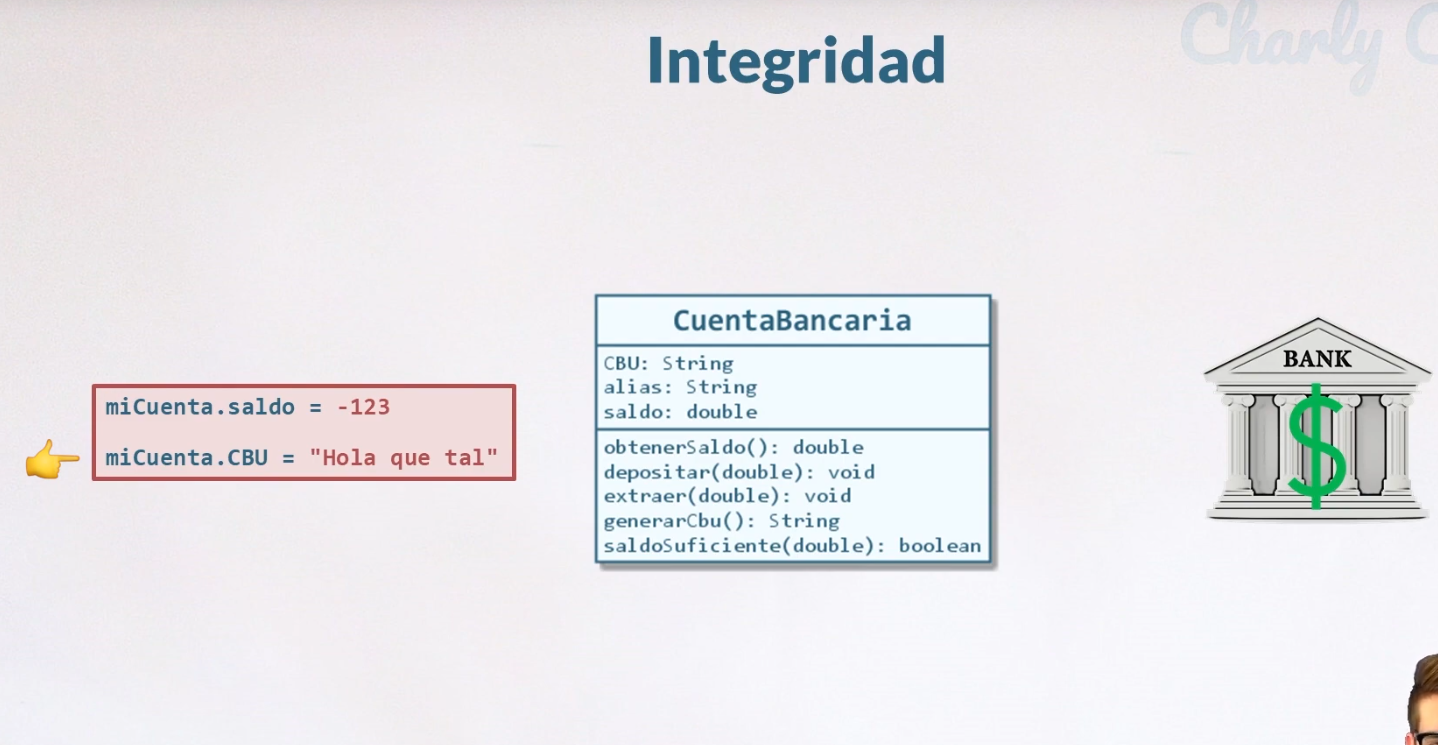 Charly
Integridad
miCuenta.saldo = -123
miCuenta.CBU = "Hola que tal"
CuentaBancaria
CBU: String
alias: String
saldo: double
obtenerSaldo(): double
depositar(double): void
extraer(double): void
generarCbu(): String
saldoSuficiente(double): boolean
BANK
$